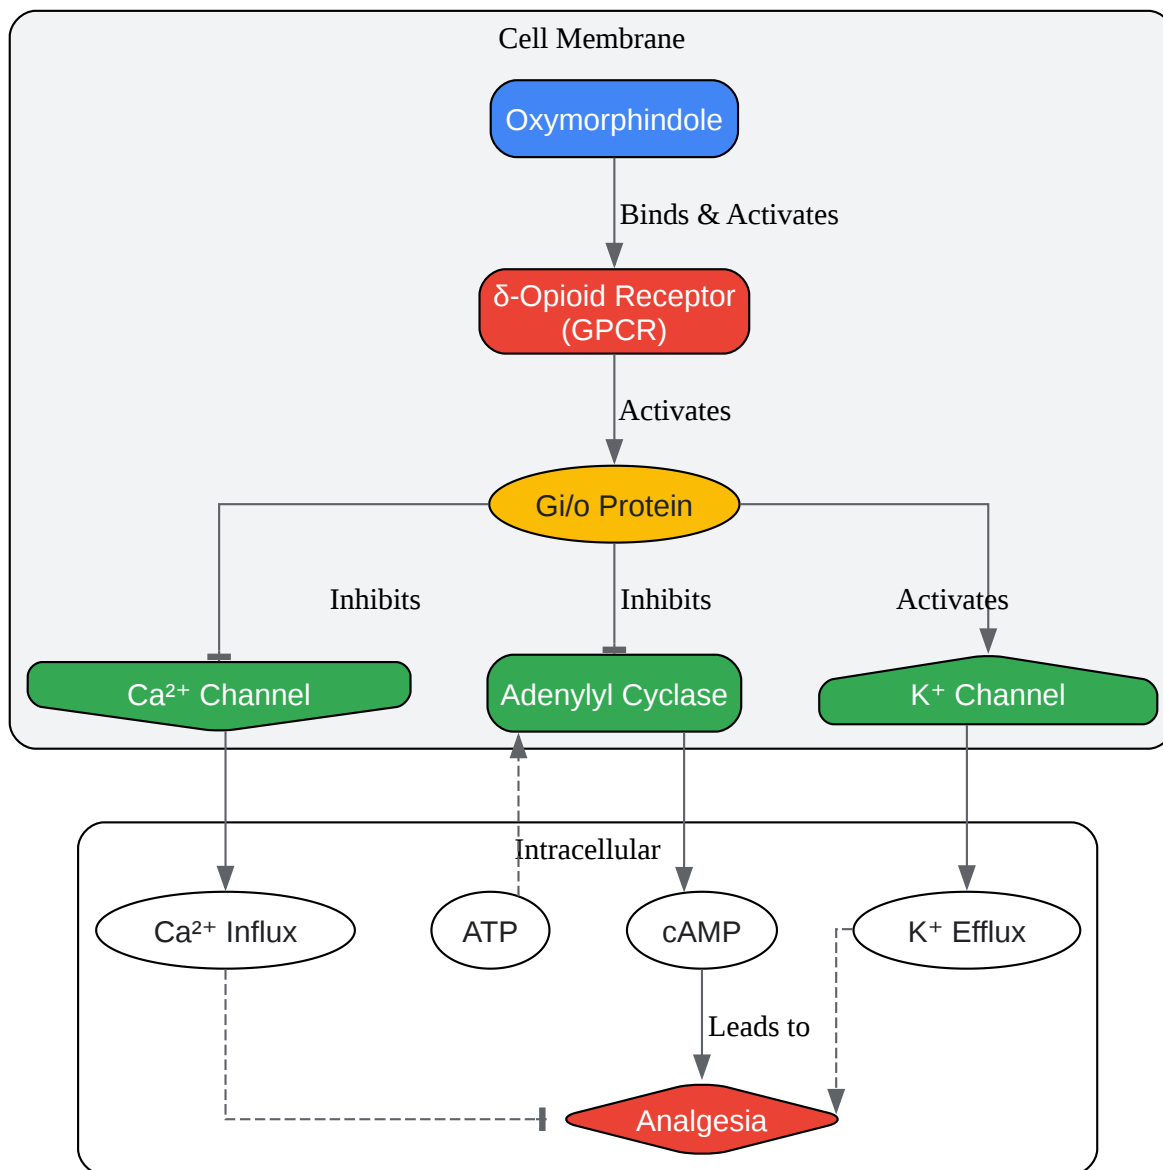 Cell Membrane
Oxymorphindole
Binds & Activates
δ-Opioid Receptor
(GPCR)
Activates
Gi/o Protein
Inhibits
Inhibits
Activates
Ca²⁺ Channel
Adenylyl Cyclase
K⁺ Channel
Intracellular
Ca²⁺ Influx
ATP
cAMP
K⁺ Efflux
Leads to
Analgesia